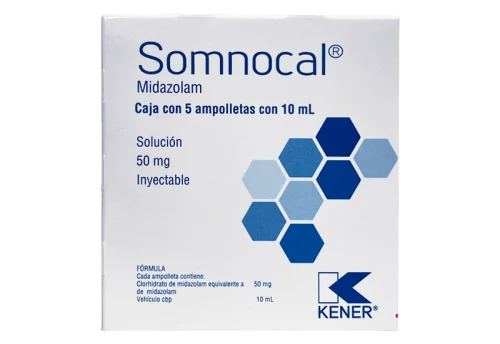 Somnocal®
Midazolam
Caja con 5 ampolletas con 10 mL
Solución
50 mg
Inyectable
FÓRMULA
Cada ampolleta contiene:
Clorhidrato de midazolam equivalente a 50 mg
de midazolam
Vehículo cbp 10 mL
KENER®